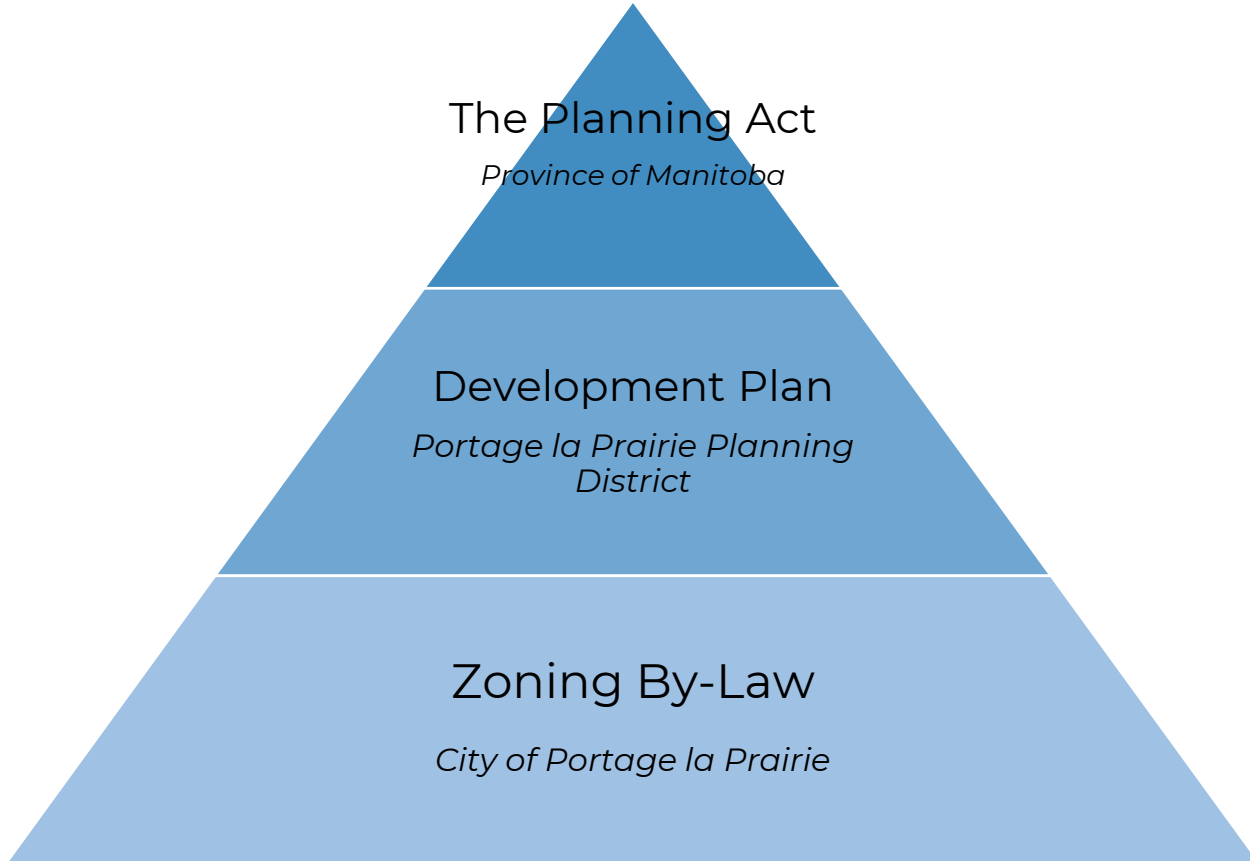 The Planning Act
Province of Manitoba
Development Plan
Portage la Prairie Planning
District
Zoning By-Law
City of Portage la Prairie